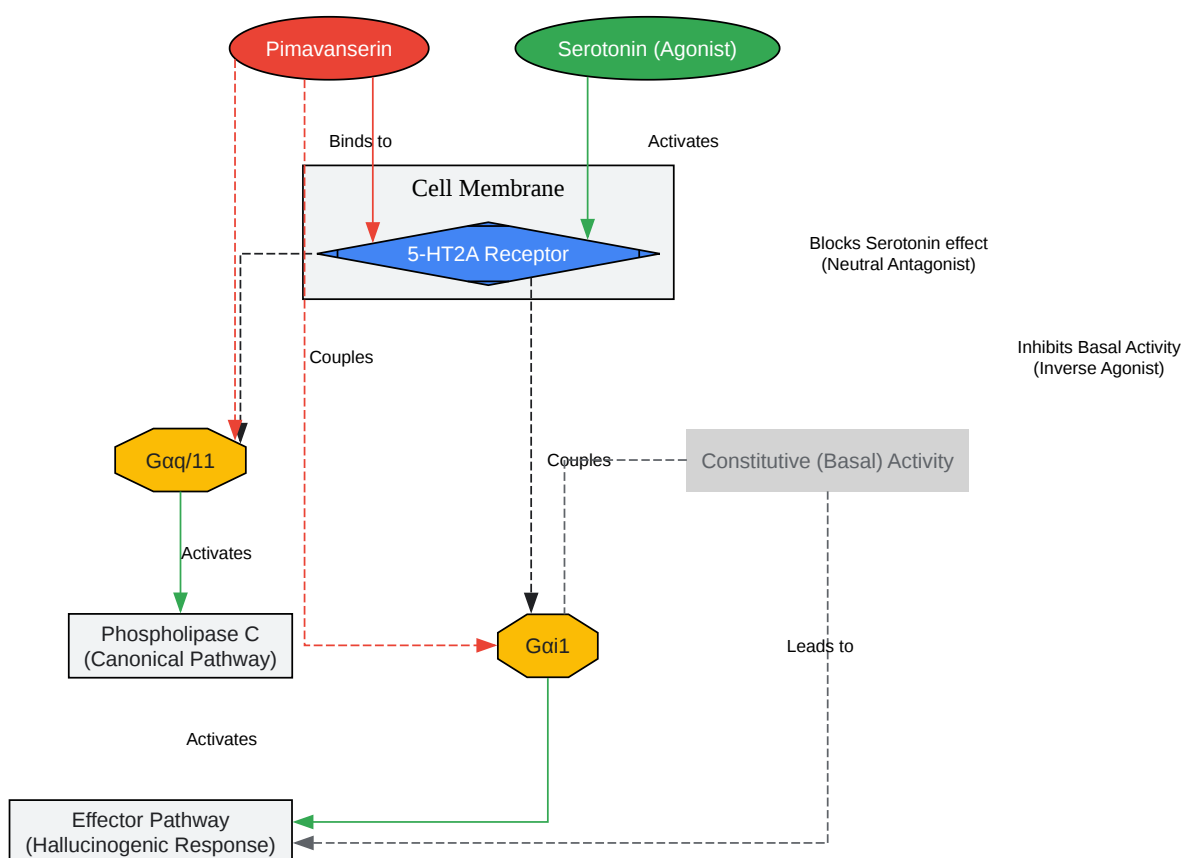 Pimavanserin
Serotonin (Agonist)
Binds to
Activates
Cell Membrane
5-HT2A Receptor
Blocks Serotonin effect
(Neutral Antagonist)
Inhibits Basal Activity
(Inverse Agonist)
Couples
Gαq/11
Couples
Constitutive (Basal) Activity
Activates
Phospholipase C
(Canonical Pathway)
Gαi1
Leads to
Activates
Effector Pathway
(Hallucinogenic Response)